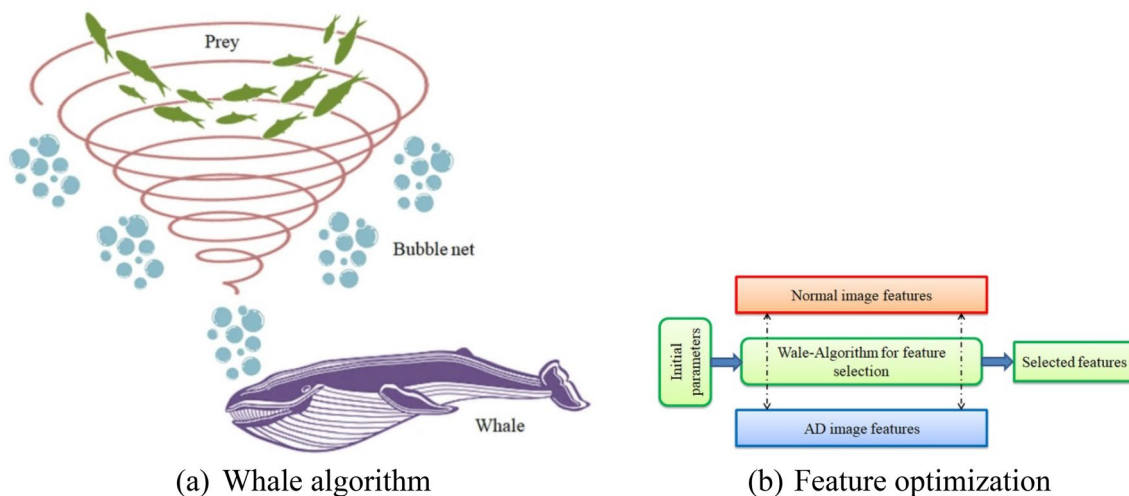 Prey
Bubble net
Whale
(a) Whale algorithm
Normal image features
Initial
parameters
Wale-Algorithm for feature
selection
Selected features
AD image features
(b) Feature optimization